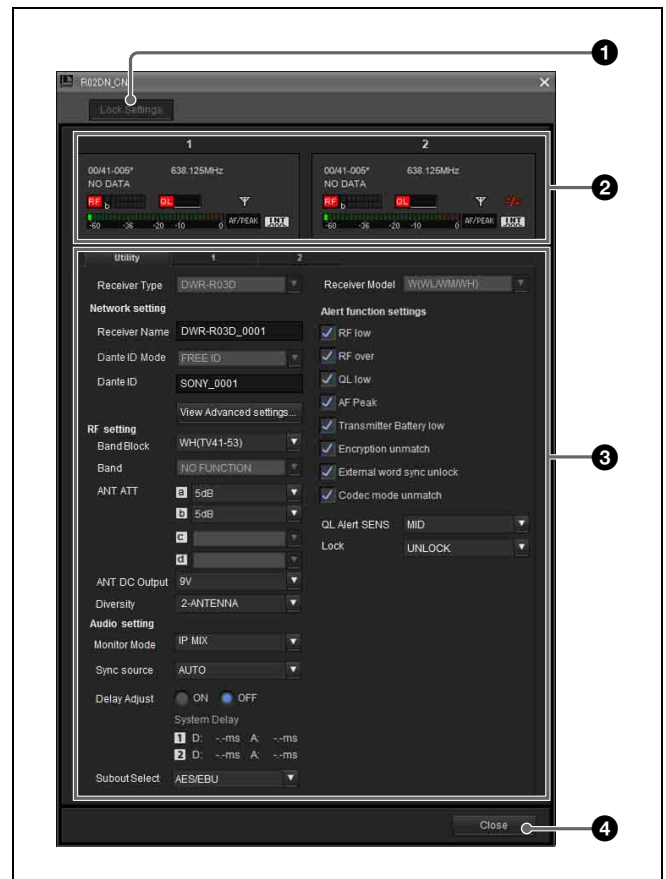 1
R02DN_CN
Lock Settings
1 2
00/41-005* 638.125MHz 00/41-005* 638.125MHz
NO DATA NO DATA
2
RF b QL RF b QL
-60 -36 -20 -10 0 AF/PEAK INT -60 -36 -20 -10 0 AF/PEAK INT
Utility 1 2
Receiver Type DWR-R03D Receiver Model W(WL/WM/WH)
Network setting Alert function settings
Receiver Name DWR-R03D_0001 RF low
Dante ID Mode FREE ID RF over
Dante ID SONY_0001 QL low
View Advanced settings... AF Peak
RF setting Transmitter Battery low
Band Block WH(TV41-53) Encryption unmatch
3
Band NO FUNCTION External word sync unlock
ANT ATT a 5dB Codec mode unmatch
b 5dB
c QL Alert SENS MID
d Lock UNLOCK
ANT DC Output 9V
Diversity 2-ANTENNA
Audio setting
Monitor Mode IP MIX
Sync source AUTO
Delay Adjust ON OFF
System Delay
1 D: -.-ms A: -.-ms
2 D: -.-ms A: -.-ms
Subout Select AES/EBU
Close
4